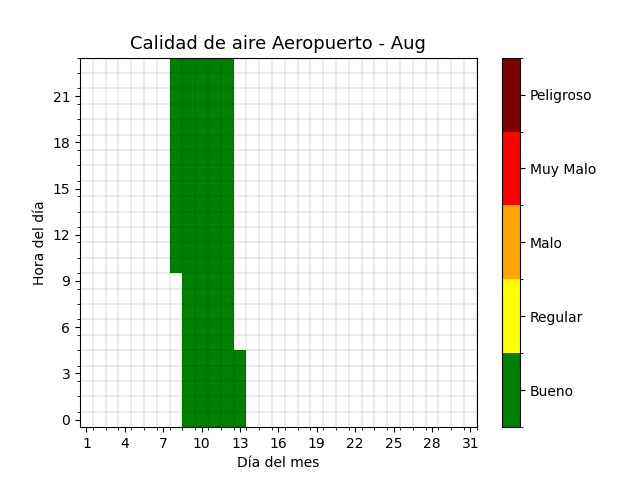 Calidad de aire Aeropuerto - Aug
21
18
15
12
9
6
3
0
Hora del día
1 4 7 10 13 16 19 22 25 28 31
Día del mes
Peligroso
Muy Malo
Malo
Regular
Bueno